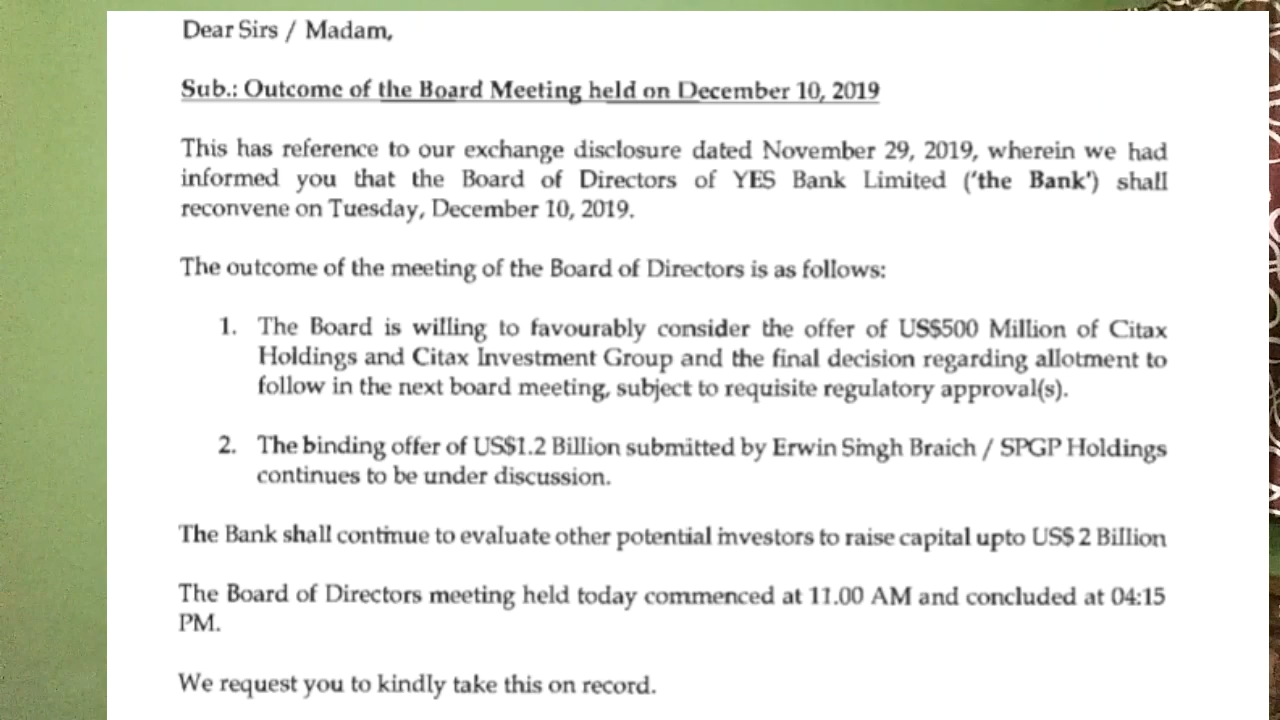 Dear Sirs / Madam,
Sub.: Outcome of the Board Meeting held on December 10, 2019
This has reference to our exchange disclosure dated November 29, 2019, wherein we had
informed you that the Board of Directors of YES Bank Limited ('the Bank') shall
reconvene on Tuesday, December 10, 2019.
The outcome of the meeting of the Board of Directors is as follows:
1. The Board is willing to favourably consider the offer of US$500 Million of Citax
Holdings and Citax Investment Group and the final decision regarding allotment to
follow in the next board meeting, subject to requisite regulatory approval(s).
2. The binding offer of US$1.2 Billion submitted by Erwin Singh Braich / SPGP Holdings
continues to be under discussion.
The Bank shall continue to evaluate other potential investors to raise capital upto US$ 2 Billion
The Board of Directors meeting held today commenced at 11.00 AM and concluded at 04:15
PM.
We request you to kindly take this on record.